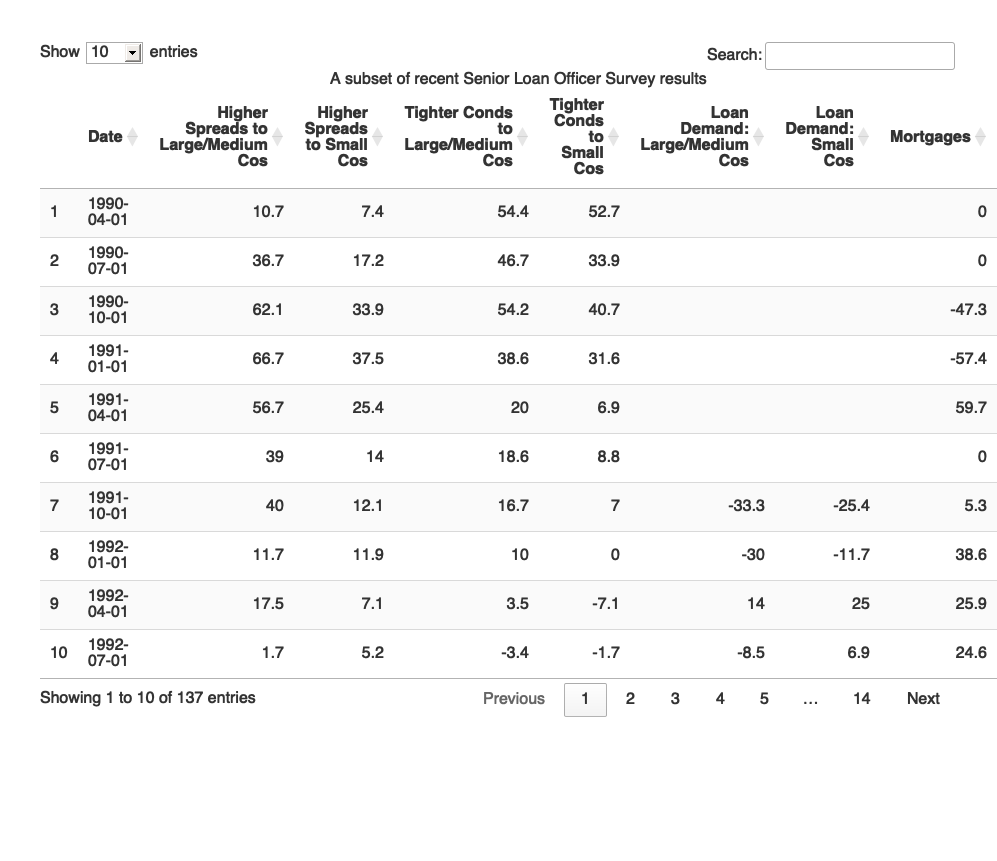 Show 10 entries
Search:
A subset of recent Senior Loan Officer Survey results
Date Higher Spreads to Large/Medium Cos Higher Spreads to Small Cos Tighter Conds to Large/Medium Cos Tighter Conds to Small Cos Loan Demand: Large/Medium Cos Loan Demand: Small Cos Mortgages
1 1990-04-01 10.7 7.4 54.4 52.7 0
2 1990-07-01 36.7 17.2 46.7 33.9 0
3 1990-10-01 62.1 33.9 54.2 40.7 -47.3
4 1991-01-01 66.7 37.5 38.6 31.6 -57.4
5 1991-04-01 56.7 25.4 20 6.9 59.7
6 1991-07-01 39 14 18.6 8.8 0
7 1991-10-01 40 12.1 16.7 7 -33.3 -25.4 5.3
8 1992-01-01 11.7 11.9 10 0 -30 -11.7 38.6
9 1992-04-01 17.5 7.1 3.5 -7.1 14 25 25.9
10 1992-07-01 1.7 5.2 -3.4 -1.7 -8.5 6.9 24.6
Showing 1 to 10 of 137 entries
Previous 1 2 3 4 5 … 14 Next